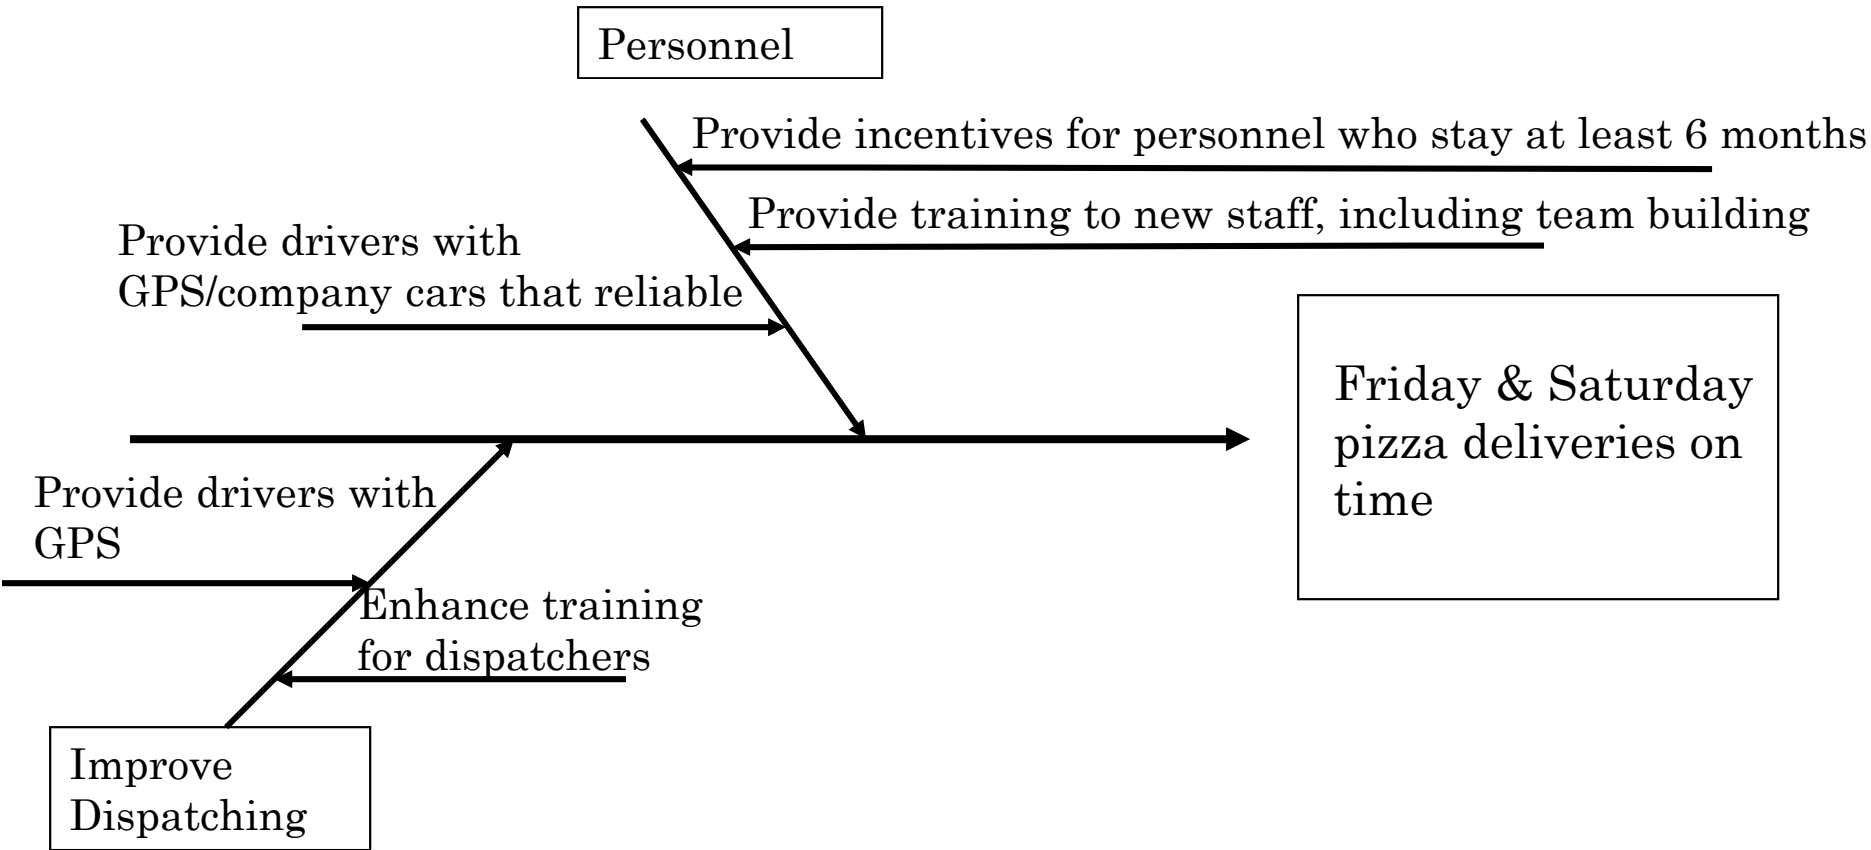 Personnel
Provide incentives for personnel who stay at least 6 months
Provide training to new staff, including team building
Provide drivers with
GPS/company cars that reliable
Friday & Saturday
pizza deliveries on
time
Provide drivers with
GPS
Enhance training
for dispatchers
Improve
Dispatching